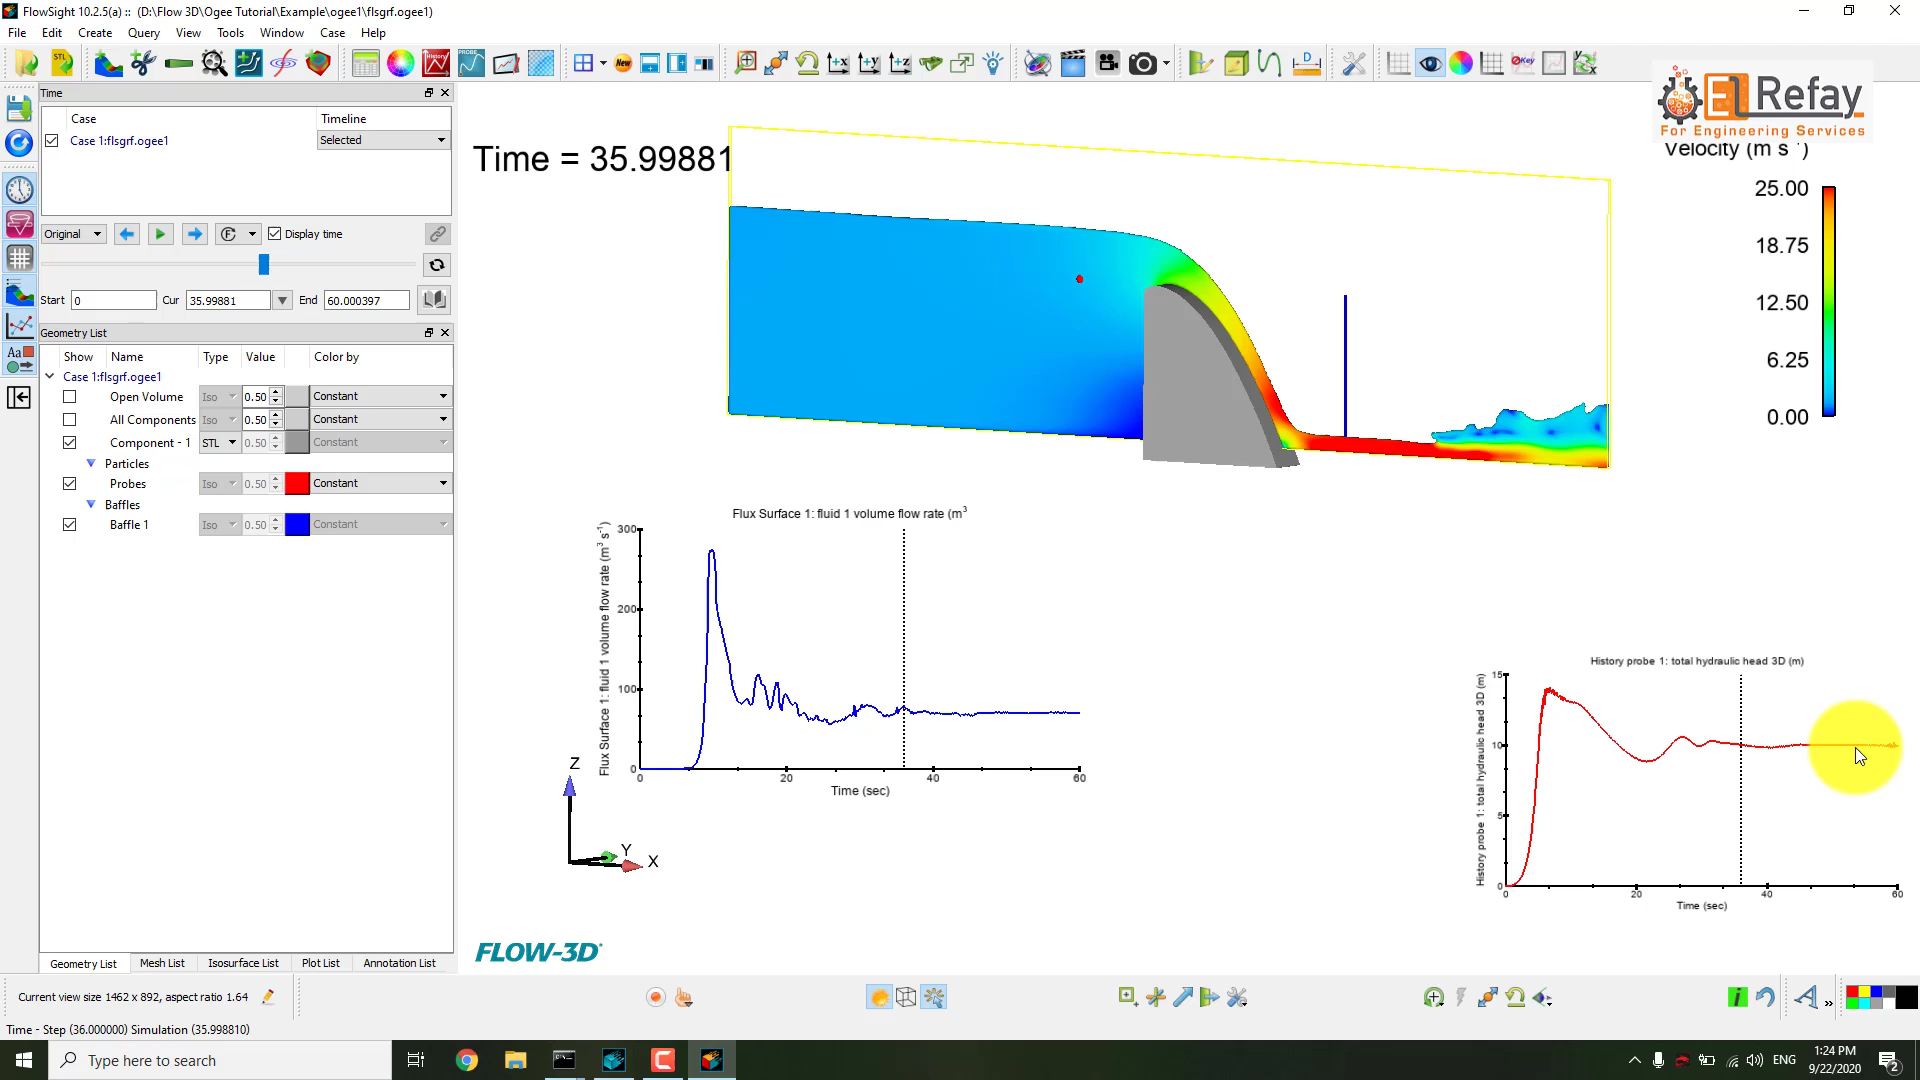 FlowSight 10.2.5(a) :: (D:\Flow 3D\Ogee Tutorial\Example\ogee1\flsgrf.ogee1)
File Edit Create Query View Tools Window Case Help
Time
Case Timeline
Case 1:flsgrf.ogee1 Selected
Original Display time
Start 0 Cur 35.99881 End 60.000397
Geometry List
Show Name Type Value Color by
Case 1:flsgrf.ogee1
Open Volume Iso 0.50 Constant
All Components Iso 0.50 Constant
Component - 1 STL 0.50 Constant
Particles
Probes Iso 0.50 Constant
Baffles
Baffle 1 Iso 0.50 Constant
Geometry List Mesh List Isosurface List Plot List Annotation List
Time = 35.99881
EL Refay
For Engineering Services
Velocity (m s⁻¹)
25.00
18.75
12.50
6.25
0.00
Flux Surface 1: fluid 1 volume flow rate (m³
Flux Surface 1: fluid 1 volume flow rate (m³ s⁻¹)
300
200
100
0
0 20 40 60
Time (sec)
History probe 1: total hydraulic head 3D (m)
History probe 1: total hydraulic head 3D (m)
15
10
5
0
0 20 40 60
Time (sec)
Z
Y
X
FLOW-3D
Current view size 1462 x 892, aspect ratio 1.64
Time - Step (36.000000) Simulation (35.998810)
Type here to search
ENG
1:24 PM
9/22/2020
2